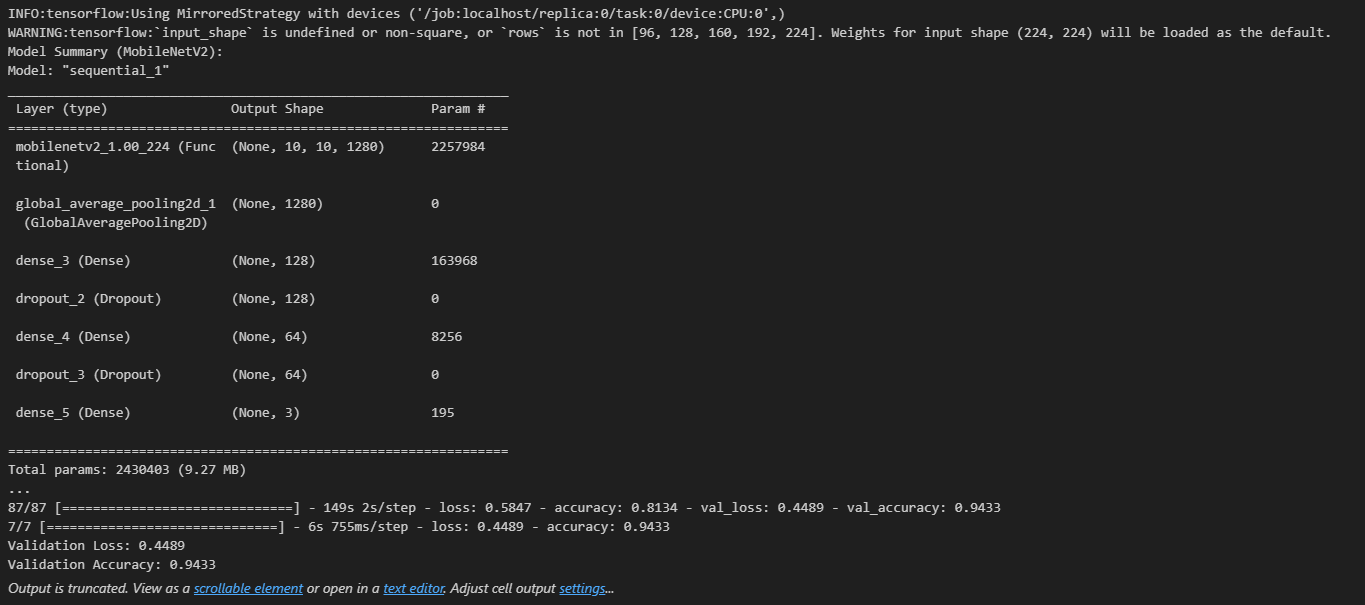 INFO:tensorflow:Using MirroredStrategy with devices ('/job:localhost/replica:0/task:0/device:CPU:0',)
WARNING:tensorflow:`input_shape` is undefined or non-square, or `rows` is not in [96, 128, 160, 192, 224]. Weights for input shape (224, 224) will be loaded as the default.
Model Summary (MobileNetV2):
Model: "sequential_1"
_________________________________________________________________
Layer (type)                Output Shape              Param #
=================================================================
mobilenetv2_1.00_224 (Func  (None, 10, 10, 1280)      2257984
tional)
global_average_pooling2d_1  (None, 1280)              0
(GlobalAveragePooling2D)
dense_3 (Dense)             (None, 128)               163968
dropout_2 (Dropout)         (None, 128)               0
dense_4 (Dense)             (None, 64)                8256
dropout_3 (Dropout)         (None, 64)                0
dense_5 (Dense)             (None, 3)                 195
=================================================================
Total params: 2430403 (9.27 MB)
...
87/87 [==============================] - 149s 2s/step - loss: 0.5847 - accuracy: 0.8134 - val_loss: 0.4489 - val_accuracy: 0.9433
7/7 [==============================] - 6s 755ms/step - loss: 0.4489 - accuracy: 0.9433
Validation Loss: 0.4489
Validation Accuracy: 0.9433
Output is truncated. View as a scrollable element or open in a text editor. Adjust cell output settings...